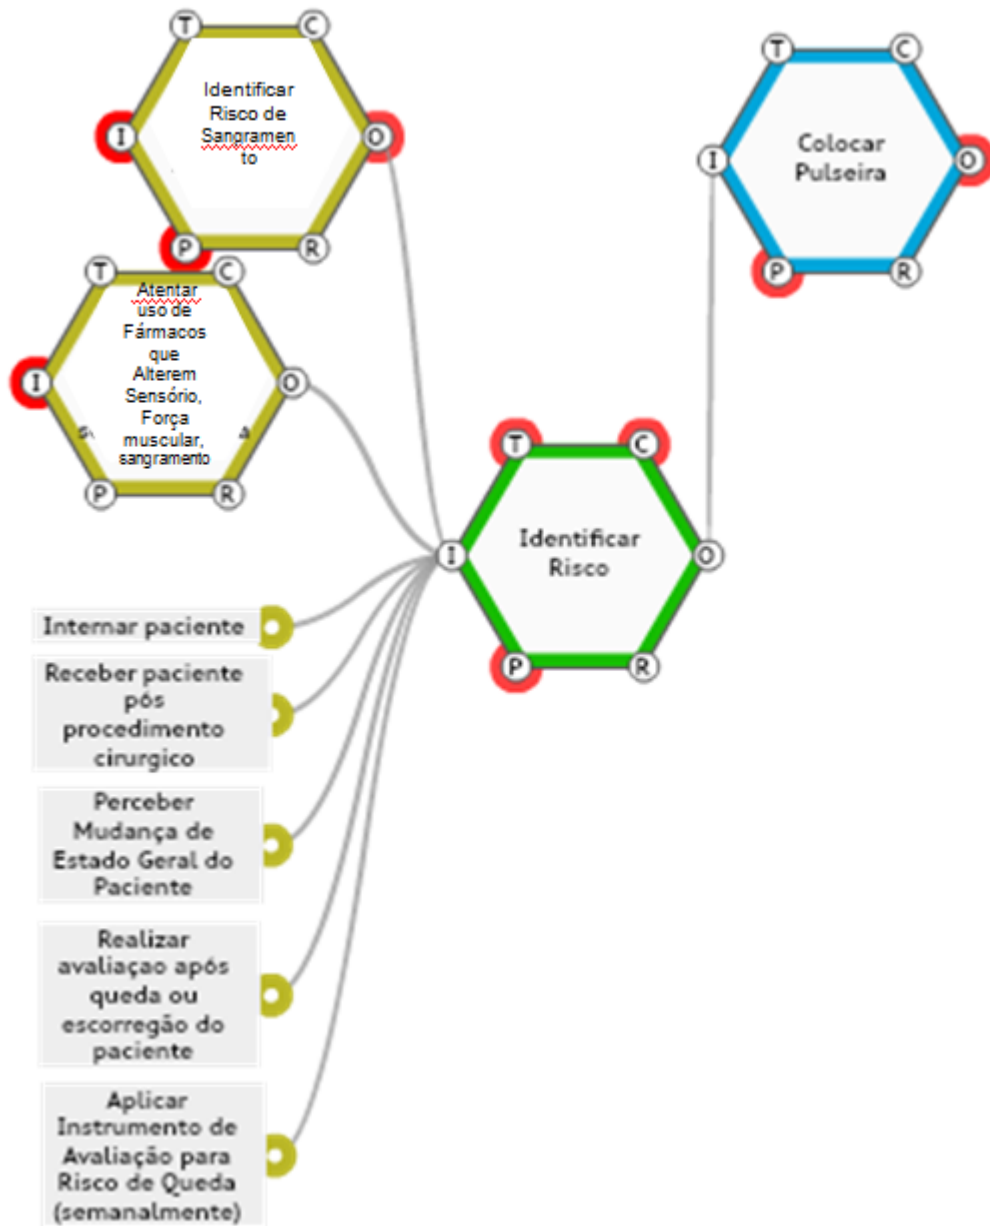 T
C
Identificar
Risco de
Sangramen
to
I
O
P
R
T
C
Colocar
Pulseira
I
O
P
R
T
C
Atentar
uso de
Fármacos
que
Alterem
Sensório,
Força
muscular,
sangramento
I
O
P
R
T
C
Identificar
Risco
I
O
P
R
Internar paciente
Receber paciente
pós
procedimento
cirurgico
Perceber
Mudança de
Estado Geral do
Paciente
Realizar
avaliaçao após
queda ou
escorregão do
paciente
Aplicar
Instrumento de
Avaliação para
Risco de Queda
(semanalmente)